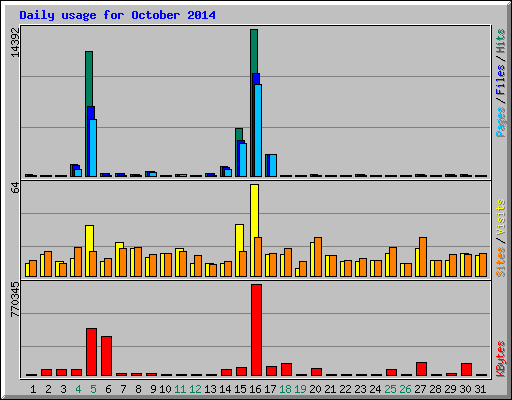 Daily usage for October 2014
14392
Pages / Files / Hits
64
Sites / Visits
770345
KBytes
1 2 3 4 5 6 7 8 9 10 11 12 13 14 15 16 17 18 19 20 21 22 23 24 25 26 27 28 29 30 31